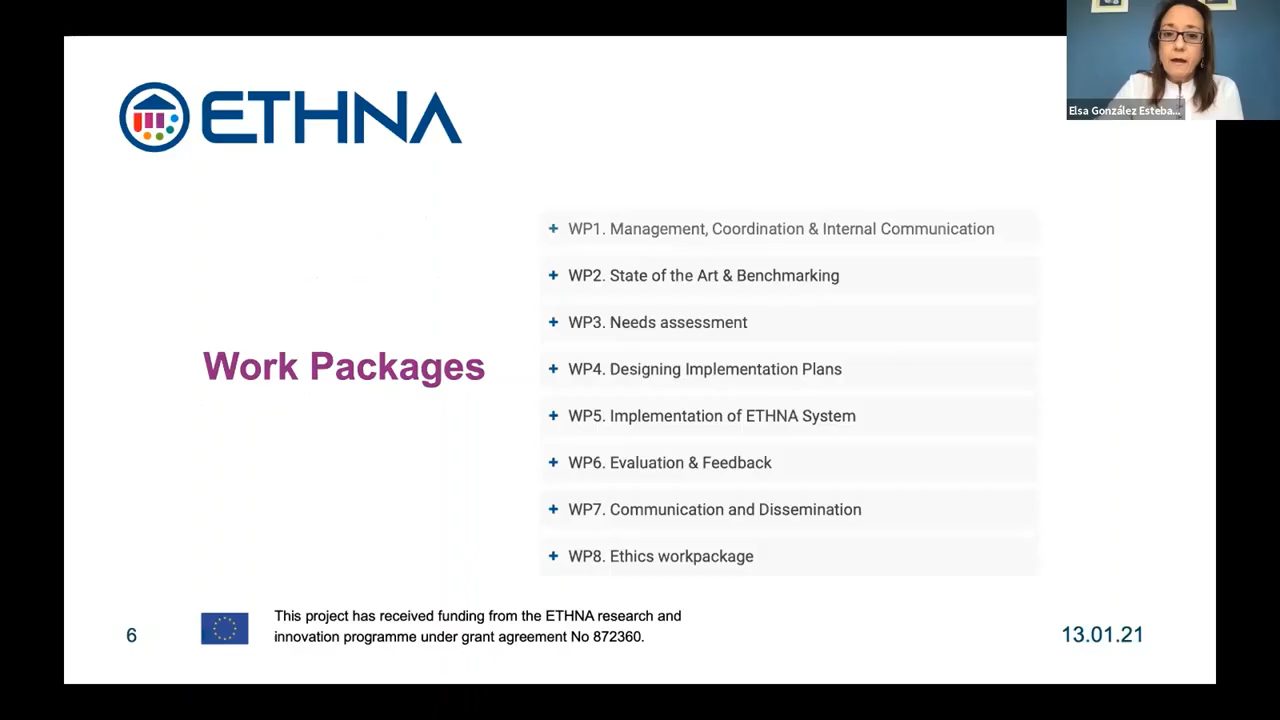 ETHNA
Elsa González Esteba...
WP1. Management, Coordination & Internal Communication
WP2. State of the Art & Benchmarking
WP3. Needs assessment
WP4. Designing Implementation Plans
WP5. Implementation of ETHNA System
WP6. Evaluation & Feedback
WP7. Communication and Dissemination
WP8. Ethics workpackage
Work Packages
6
This project has received funding from the ETHNA research and
innovation programme under grant agreement No 872360.
13.01.21